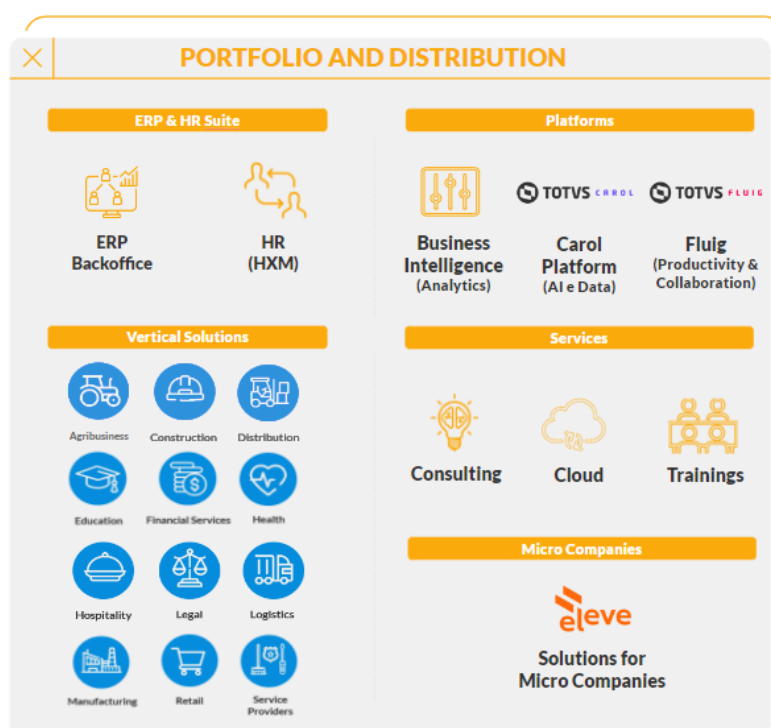 PORTFOLIO AND DISTRIBUTION
ERP & HR Suite
ERP
Backoffice
HR
(HXM)
Platforms
Business
Intelligence
(Analytics)
TOTVS CAROL
Carol
Platform
(AI e Data)
TOTVS FLUIG
Fluig
(Productivity &
Collaboration)
Vertical Solutions
Agribusiness
Construction
Distribution
Education
Financial Services
Health
Hospitality
Legal
Logistics
Manufacturing
Retail
Service
Providers
Services
Consulting
Cloud
Trainings
Micro Companies
eleve
Solutions for
Micro Companies